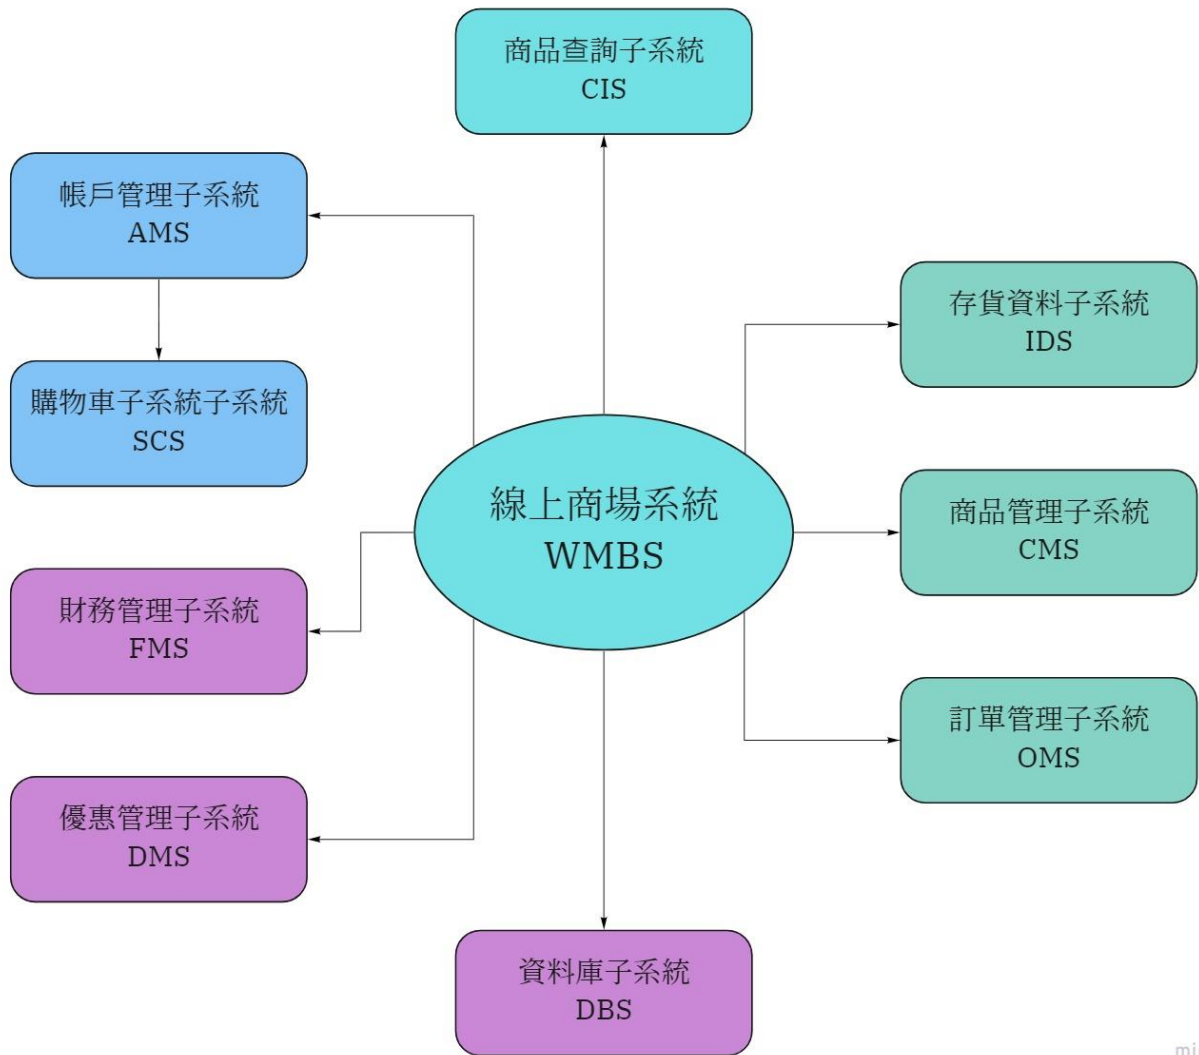 商品查詢子系統
CIS
帳戶管理子系統
AMS
存貨資料子系統
IDS
購物車子系統子系統
SCS
線上商場系統
WMBS
商品管理子系統
CMS
財務管理子系統
FMS
訂單管理子系統
OMS
優惠管理子系統
DMS
資料庫子系統
DBS
mi